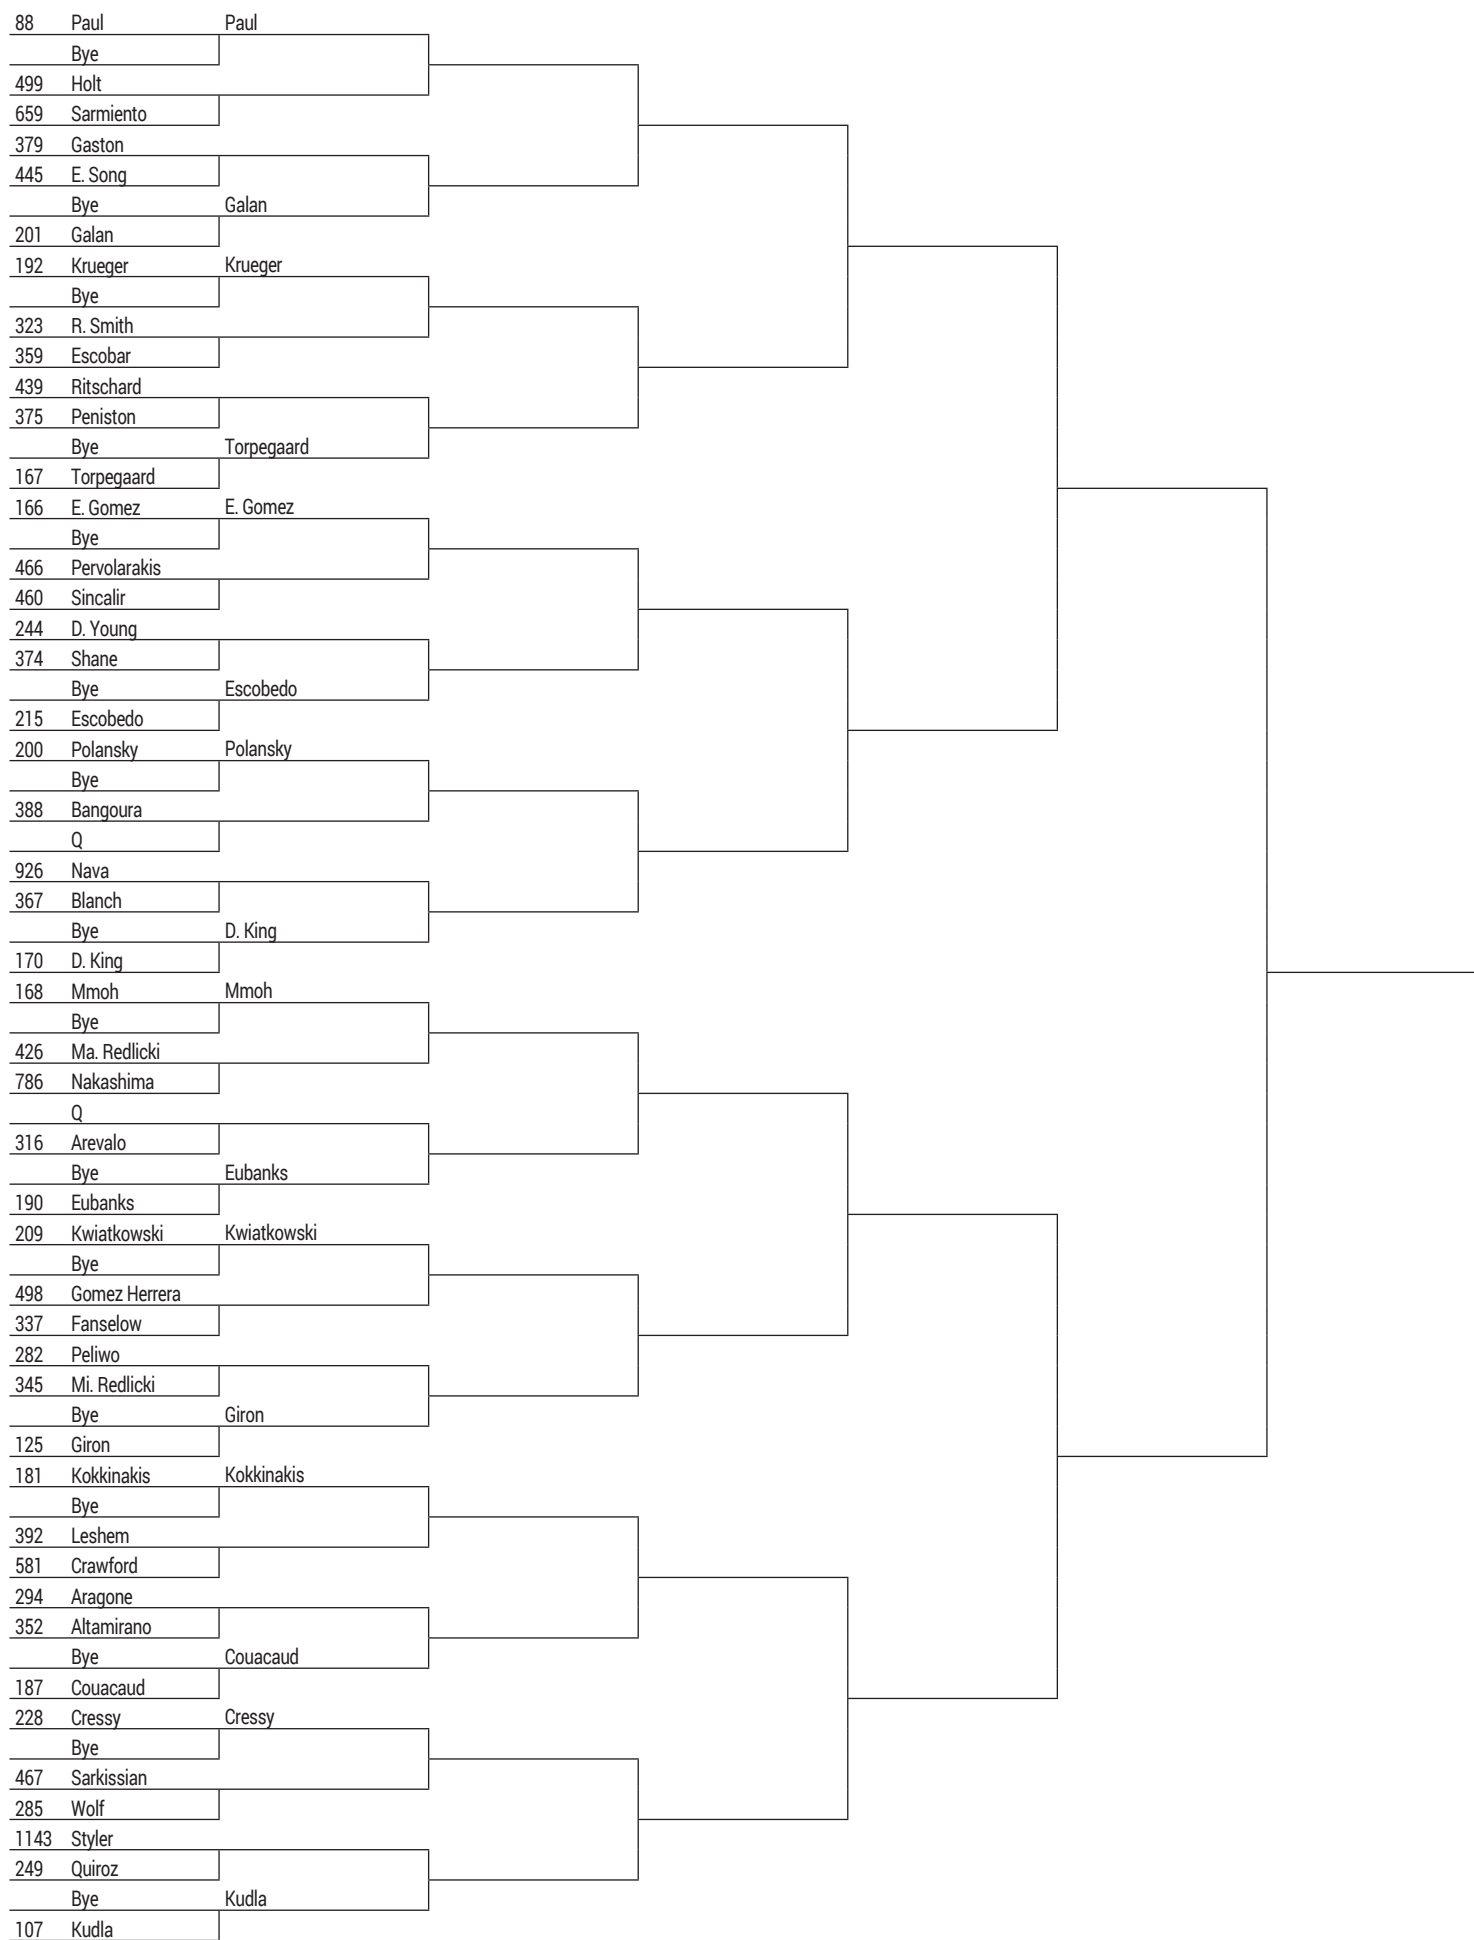 88 Paul Paul
Bye
499 Holt
659 Sarmiento
379 Gaston
445 E. Song
Bye Galan
201 Galan
192 Krueger Krueger
Bye
323 R. Smith
359 Escobar
439 Ritschard
375 Peniston
Bye Torpegaard
167 Torpegaard
166 E. Gomez E. Gomez
Bye
466 Pervolarakis
460 Sincalir
244 D. Young
374 Shane
Bye Escobedo
215 Escobedo
200 Polansky Polansky
Bye
388 Bangoura
Q
926 Nava
367 Blanch
Bye D. King
170 D. King
168 Mmoh Mmoh
Bye
426 Ma. Redlicki
786 Nakashima
Q
316 Arevalo
Bye Eubanks
190 Eubanks
209 Kwiatkowski Kwiatkowski
Bye
498 Gomez Herrera
337 Fanselow
282 Peliwo
345 Mi. Redlicki
Bye Giron
125 Giron
181 Kokkinakis Kokkinakis
Bye
392 Leshem
581 Crawford
294 Aragone
352 Altamirano
Bye Couacaud
187 Couacaud
228 Cressy Cressy
Bye
467 Sarkissian
285 Wolf
1143 Styler
249 Quiroz
Bye Kudla
107 Kudla